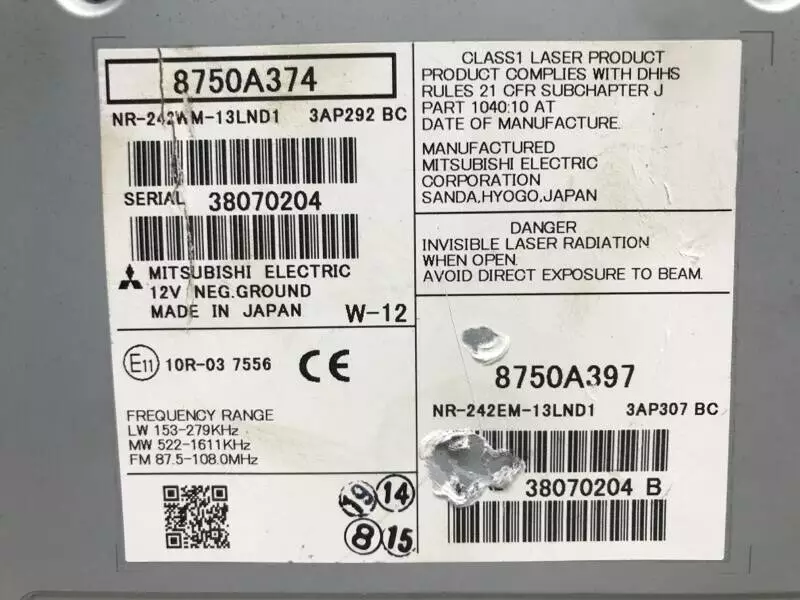 8750A374
NR-242WM-13LND1 3AP292 BC
SERIAL 38070204
MITSUBISHI ELECTRIC
12V NEG.GROUND
MADE IN JAPAN W-12
E11 10R-03 7556 CE
FREQUENCY RANGE
LW 153-279KHz
MW 522-1611KHz
FM 87.5-108.0MHz
19 14
8 15
CLASS1 LASER PRODUCT
PRODUCT COMPLIES WITH DHHS
RULES 21 CFR SUBCHAPTER J
PART 1040:10 AT
DATE OF MANUFACTURE.
MANUFACTURED
MITSUBISHI ELECTRIC
CORPORATION
SANDA,HYOGO,JAPAN
DANGER
INVISIBLE LASER RADIATION
WHEN OPEN.
AVOID DIRECT EXPOSURE TO BEAM.
8750A397
NR-242EM-13LND1 3AP307 BC
38070204 B